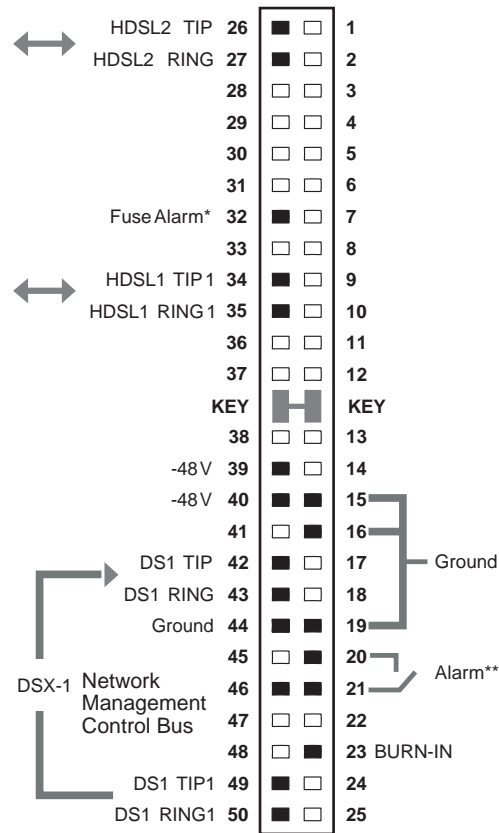 HDSL2 TIP 26 1
HDSL2 RING 27 2
28 3
29 4
30 5
31 6
Fuse Alarm* 32 7
33 8
HDSL1 TIP1 34 9
HDSL1 RING1 35 10
36 11
37 12
KEY KEY
38 13
-48V 39 14
-48V 40 15
41 16
DS1 TIP 42 17
Ground
DS1 RING 43 18
Ground 44 19
45 20
Alarm**
DSX-1 Network
Management
Control Bus
46 21
47 22
48 23 BURN-IN
DS1 TIP1 49 24
DS1 RING1 50 25